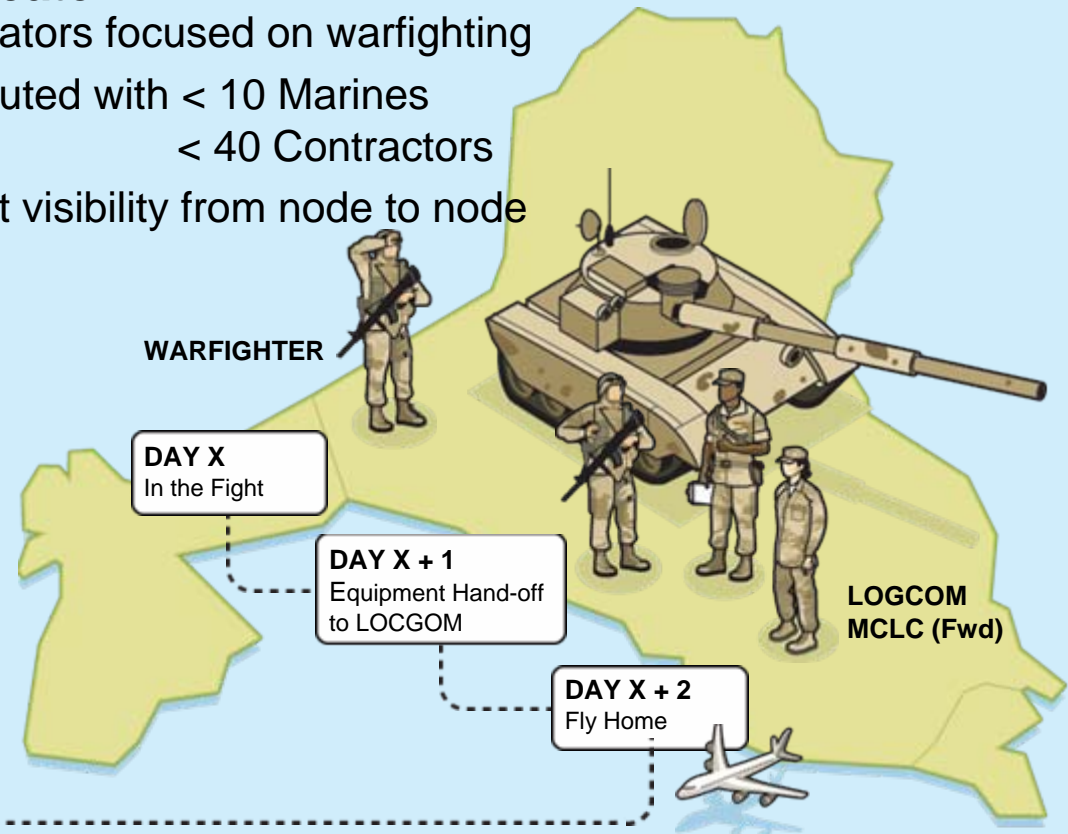 ators focused on warfighting
uted with < 10 Marines
< 40 Contractors
t visibility from node to node
WARFIGHTER
DAY X
In the Fight
DAY X + 1
Equipment Hand-off
to LOCGOM
DAY X + 2
Fly Home
LOGCOM
MCLC (Fwd)